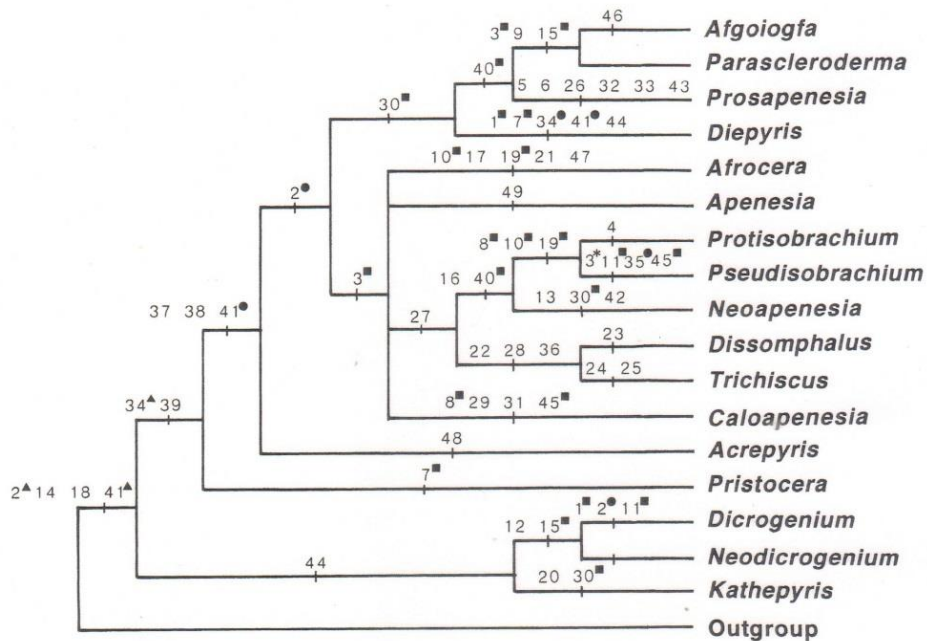 46
3■ 9 15■ Afgoiogfa
Parascleroderma
40■
5 6 26 32 33 43
Prosapenesia
30■
1■ 7■ 34● 41● 44
Diepyris
10■ 17 19■ 21 47
Afrocera
2●
49
Apenesia
4
8■ 10■ 19■ Protisobrachium
3* 11■ 35● 45■
3■ 16 40■ Pseudisobrachium
13 30■ 42
37 38 41● Neoapenesia
27
23
22 28 36 Dissomphalus
24 25
Trichiscus
34▲ 39
8■ 29 31 45■
Caloapenesia
48
Acrepyris
7■
2▲ 14 18 41▲ Pristocera
1■ 2● 11■
12 15■ Dicrogenium
44
Neodicrogenium
20 30■
Kathepyris
Outgroup